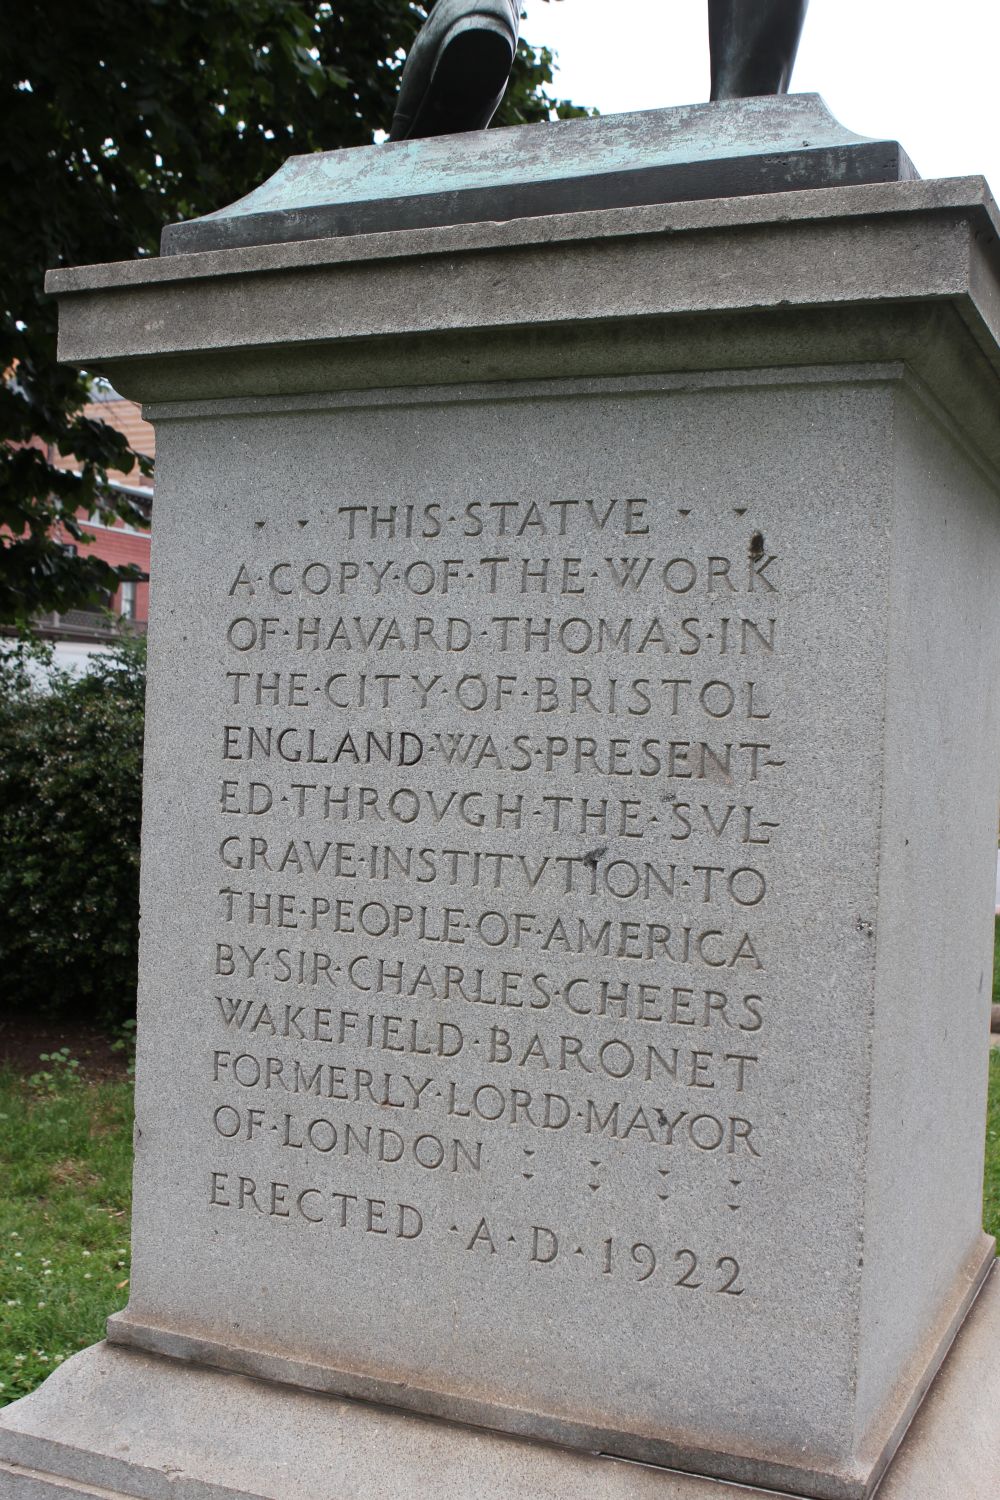 · · THIS · STATVE · ·
A · COPY · OF · THE · WORK
OF · HAVARD · THOMAS · IN
THE · CITY · OF · BRISTOL
ENGLAND · WAS · PRESENT-
ED · THROVGH · THE · SVL-
GRAVE · INSTITVTION · TO
THE · PEOPLE · OF · AMERICA
BY · SIR · CHARLES · CHEERS
WAKEFIELD · BARONET
FORMERLY · LORD · MAYOR
OF · LONDON : : : :
ERECTED · A · D · 1922